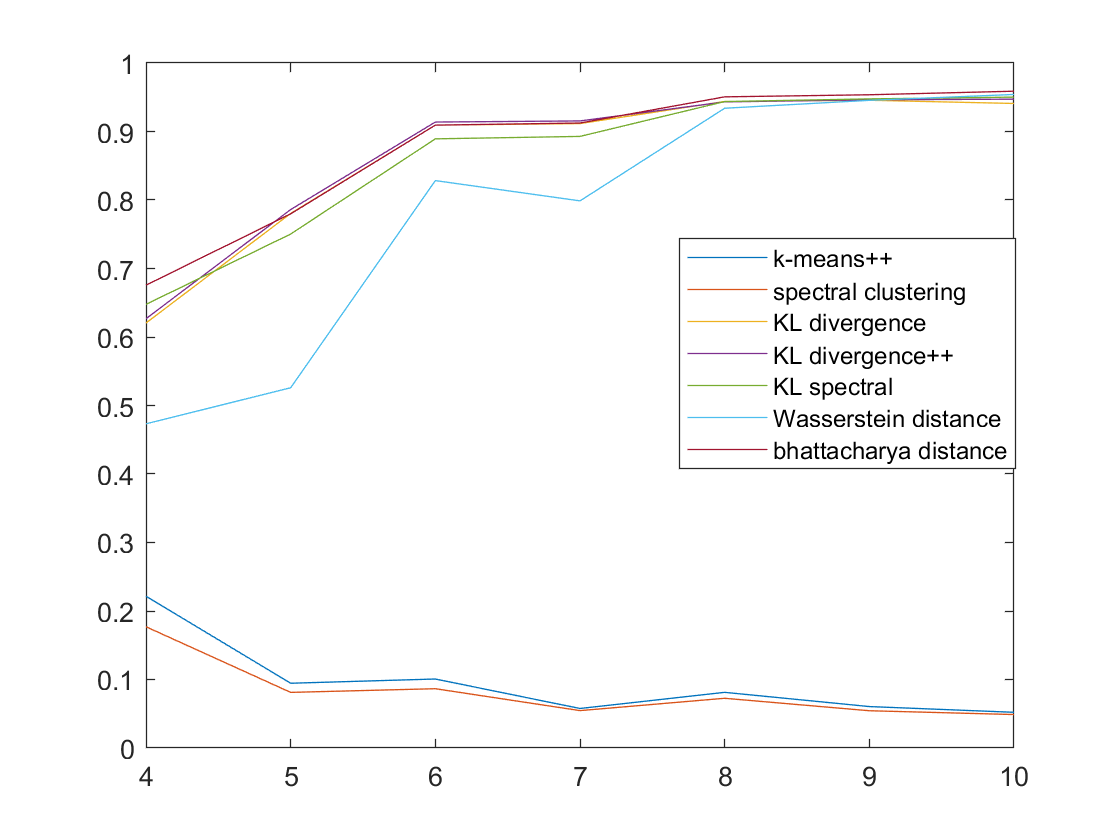 1
0.9
0.8
0.7
0.6
0.5
0.4
0.3
0.2
0.1
0
4 5 6 7 8 9 10
k-means++
spectral clustering
KL divergence
KL divergence++
KL spectral
Wasserstein distance
bhattacharya distance